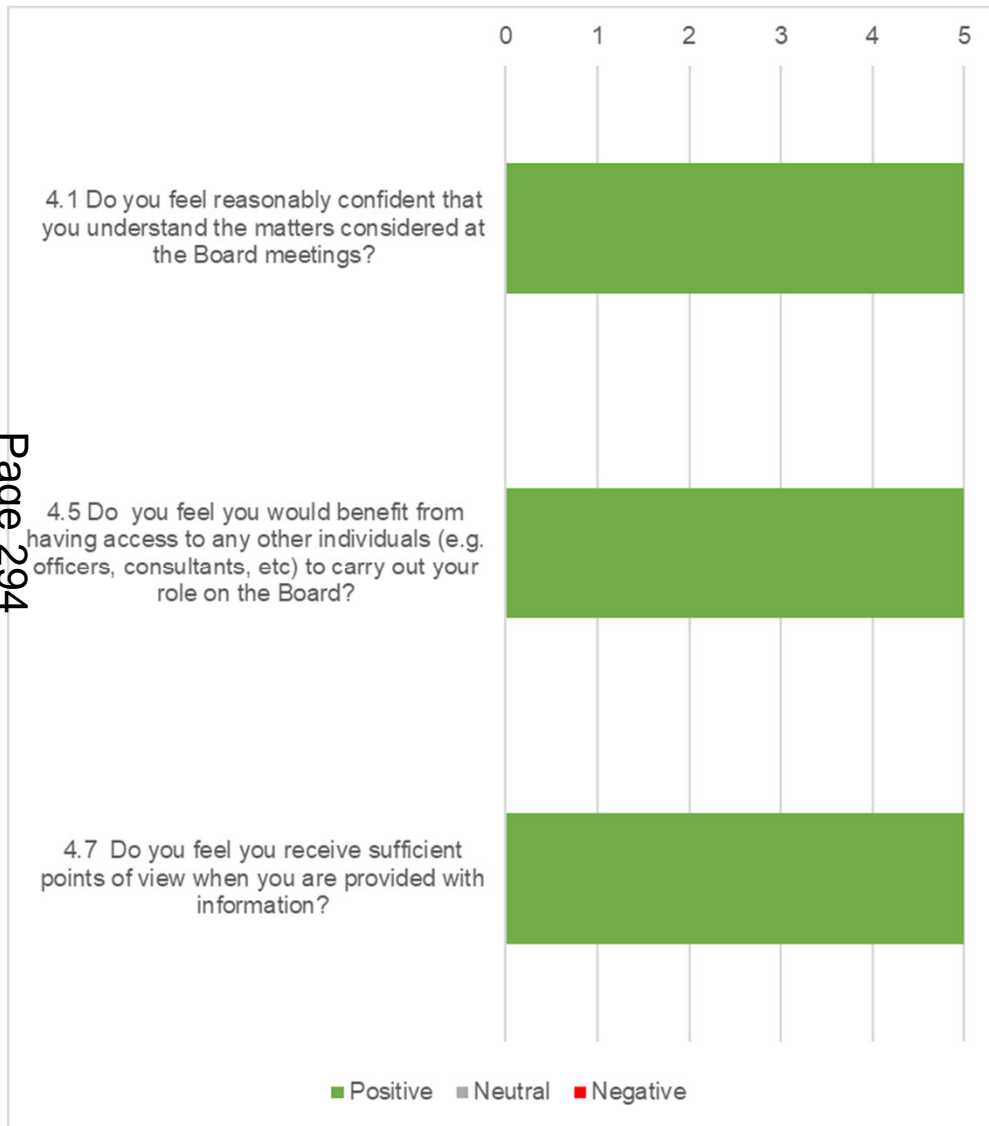 0 1 2 3 4 5
4.1 Do you feel reasonably confident that
you understand the matters considered at
the Board meetings?
4.5 Do  you feel you would benefit from
having access to any other individuals (e.g.
officers, consultants, etc) to carry out your
role on the Board?
4.7  Do you feel you receive sufficient
points of view when you are provided with
information?
Positive Neutral Negative
Page 294